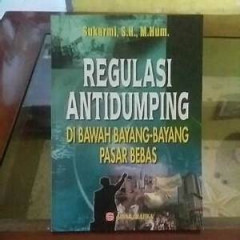 Sukarmi, S.H., M.Hum.
REGULASI
ANTIDUMPING
DI BAWAH BAYANG-BAYANG
PASAR BEBAS